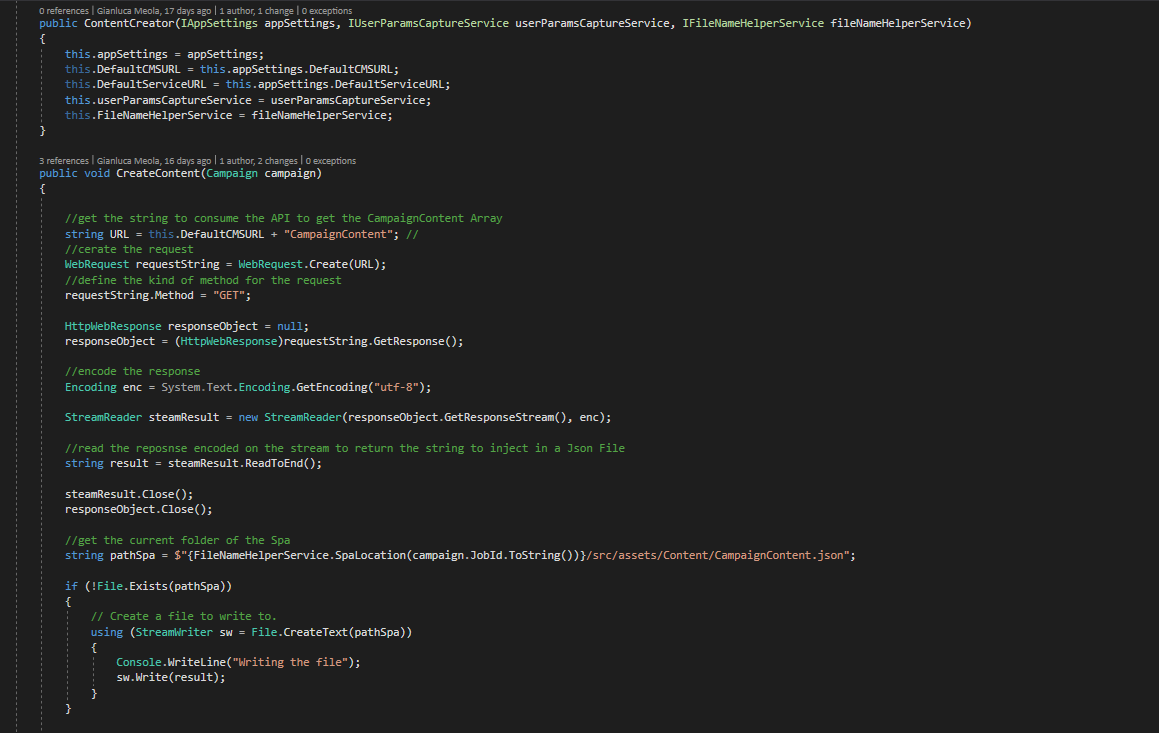 0 references | Gianluca Meola, 17 days ago | 1 author, 1 change | 0 exceptions
public ContentCreator(IAppSettings appSettings, IUserParamsCaptureService userParamsCaptureService, IFileNameHelperService fileNameHelperService)
{
this.appSettings = appSettings;
this.DefaultCMSURL = this.appSettings.DefaultCMSURL;
this.DefaultServiceURL = this.appSettings.DefaultServiceURL;
this.userParamsCaptureService = userParamsCaptureService;
this.FileNameHelperService = fileNameHelperService;
}
3 references | Gianluca Meola, 16 days ago | 1 author, 2 changes | 0 exceptions
public void CreateContent(Campaign campaign)
{
//get the string to consume the API to get the CampaignContent Array
string URL = this.DefaultCMSURL + "CampaignContent"; //
//cerate the request
WebRequest requestString = WebRequest.Create(URL);
//define the kind of method for the request
requestString.Method = "GET";
HttpWebResponse responseObject = null;
responseObject = (HttpWebResponse)requestString.GetResponse();
//encode the response
Encoding enc = System.Text.Encoding.GetEncoding("utf-8");
StreamReader steamResult = new StreamReader(responseObject.GetResponseStream(), enc);
//read the reposnse encoded on the stream to return the string to inject in a Json File
string result = steamResult.ReadToEnd();
steamResult.Close();
responseObject.Close();
//get the current folder of the Spa
string pathSpa = $"{FileNameHelperService.SpaLocation(campaign.JobId.ToString())}/src/assets/Content/CampaignContent.json";
if (!File.Exists(pathSpa))
{
// Create a file to write to.
using (StreamWriter sw = File.CreateText(pathSpa))
{
Console.WriteLine("Writing the file");
sw.Write(result);
}
}